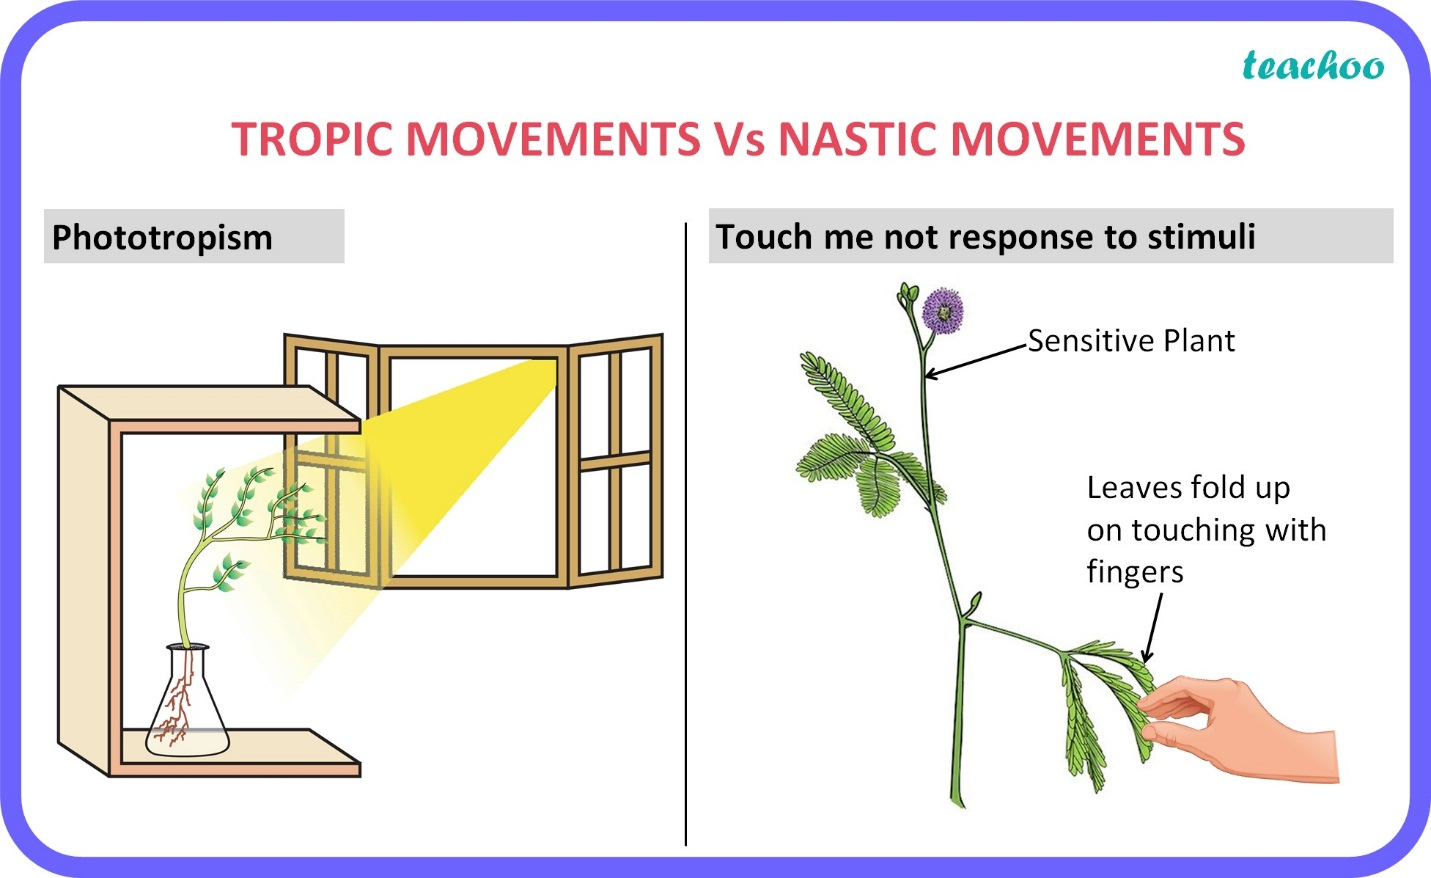 teachoo
TROPIC MOVEMENTS Vs NASTIC MOVEMENTS
Phototropism
Touch me not response to stimuli
Sensitive Plant
Leaves fold up
on touching with
fingers